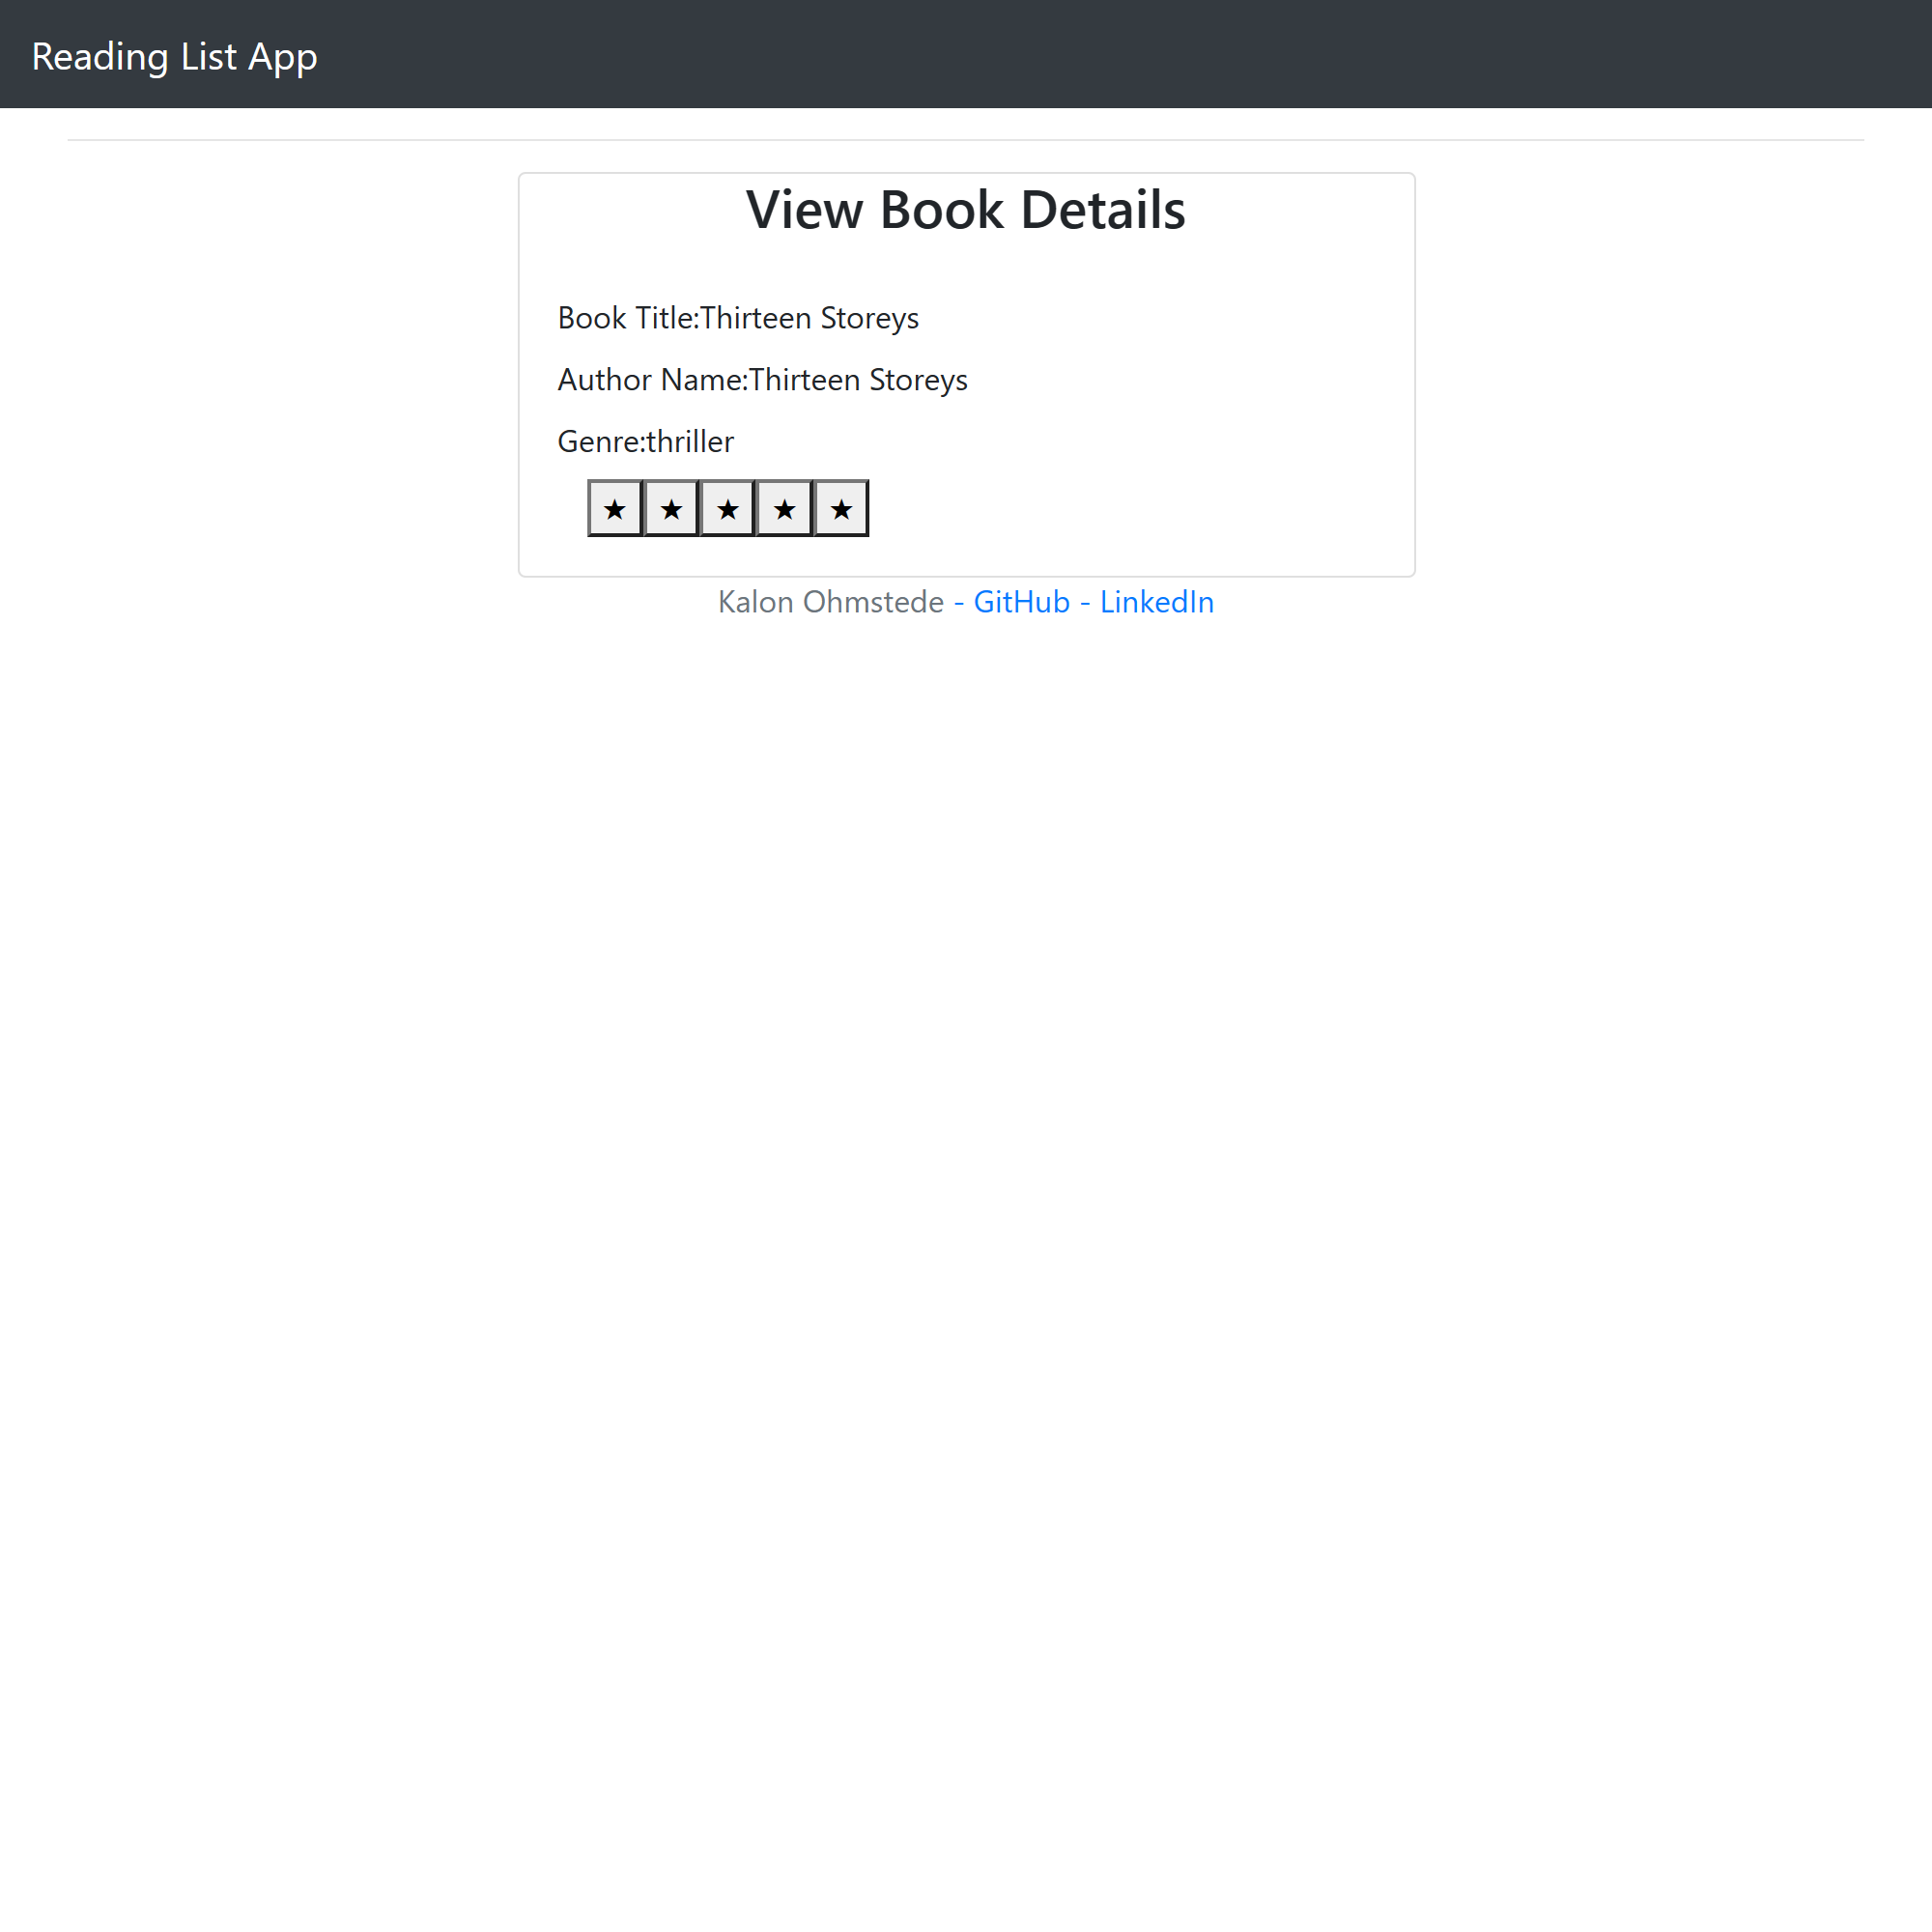 Reading List App
View Book Details
Book Title:Thirteen Storeys
Author Name:Thirteen Storeys
Genre:thriller
★ ★ ★ ★ ★
Kalon Ohmstede - GitHub - LinkedIn